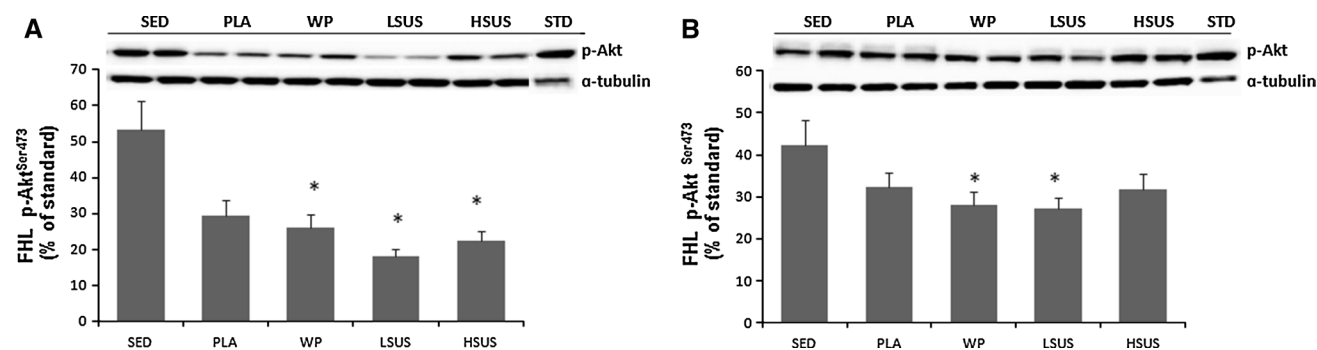 A
SED PLA WP LSUS HSUS STD
p-Akt
α-tubulin
FHL p-Akt^Ser473
(% of standard)
70
60
50
40
30
20
10
0
* * *
SED PLA WP LSUS HSUS
B
SED PLA WP LSUS HSUS STD
p-Akt
α-tubulin
FHL p-Akt ^Ser473
(% of standard)
60
50
40
30
20
10
0
* *
SED PLA WP LSUS HSUS